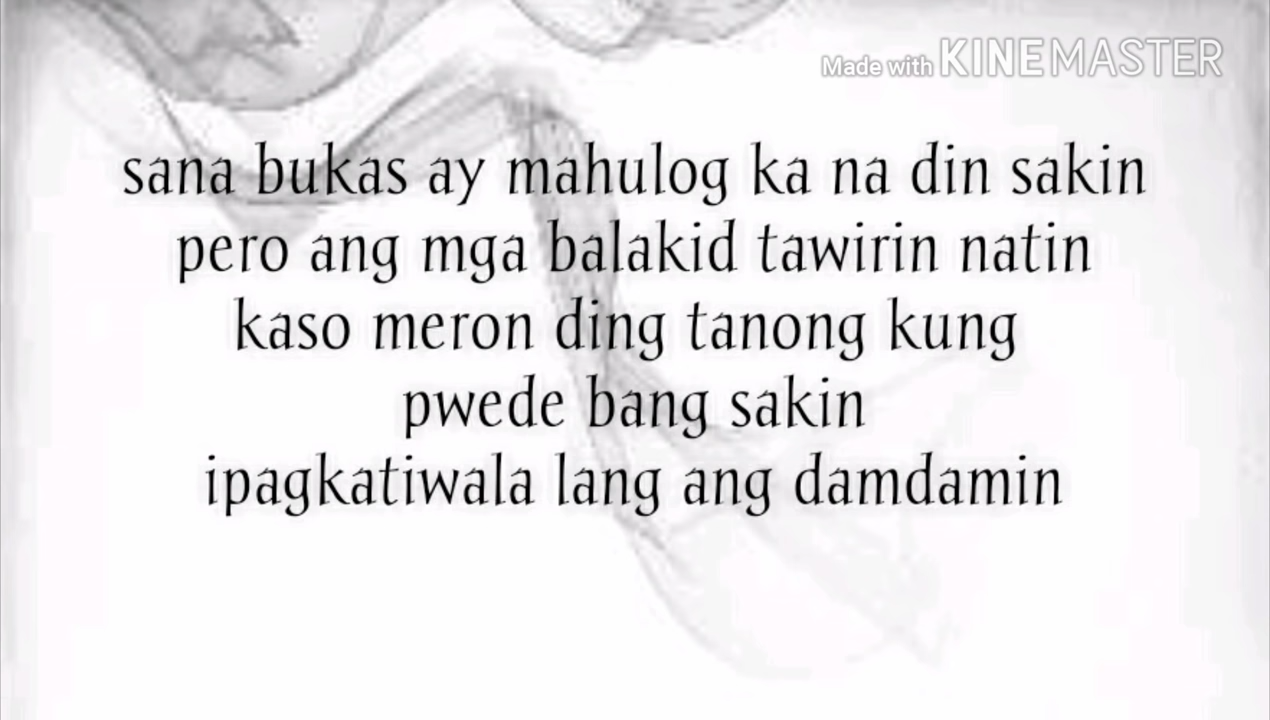 Made with KINEMASTER
sana bukas ay mahulog ka na din sakin
pero ang mga balakid tawirin natin
kaso meron ding tanong kung
pwede bang sakin
ipagkatiwala lang ang damdamin